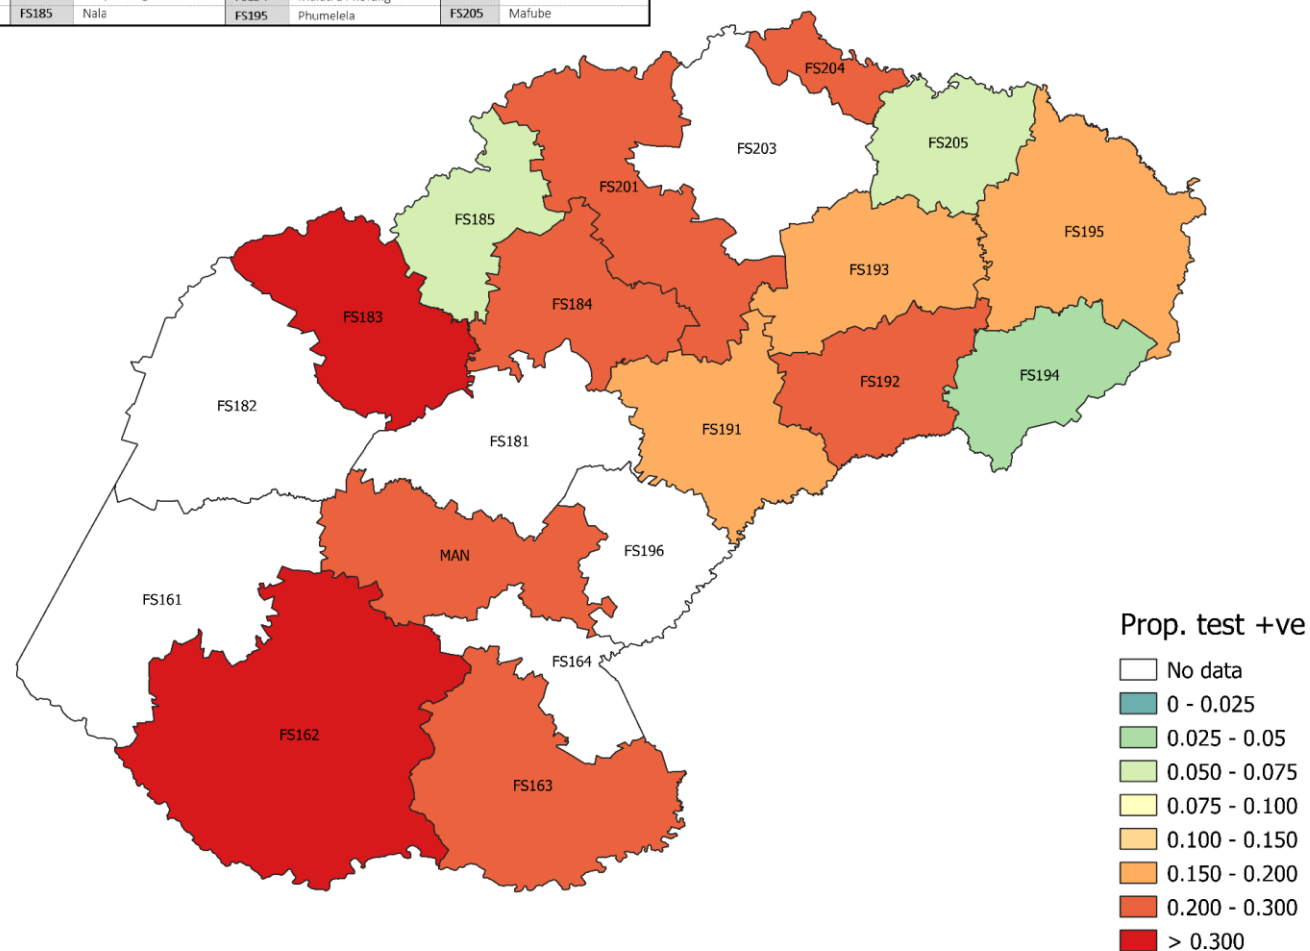 FS185 Nala FS195 Phumelela FS205 Mafube
FS204
FS203
FS205
FS201
FS185
FS195
FS193
FS184
FS183
FS194
FS192
FS182
FS191
FS181
FS196
MAN
FS161
FS164
FS162
FS163
Prop. test +ve
No data
0 - 0.025
0.025 - 0.05
0.050 - 0.075
0.075 - 0.100
0.100 - 0.150
0.150 - 0.200
0.200 - 0.300
> 0.300